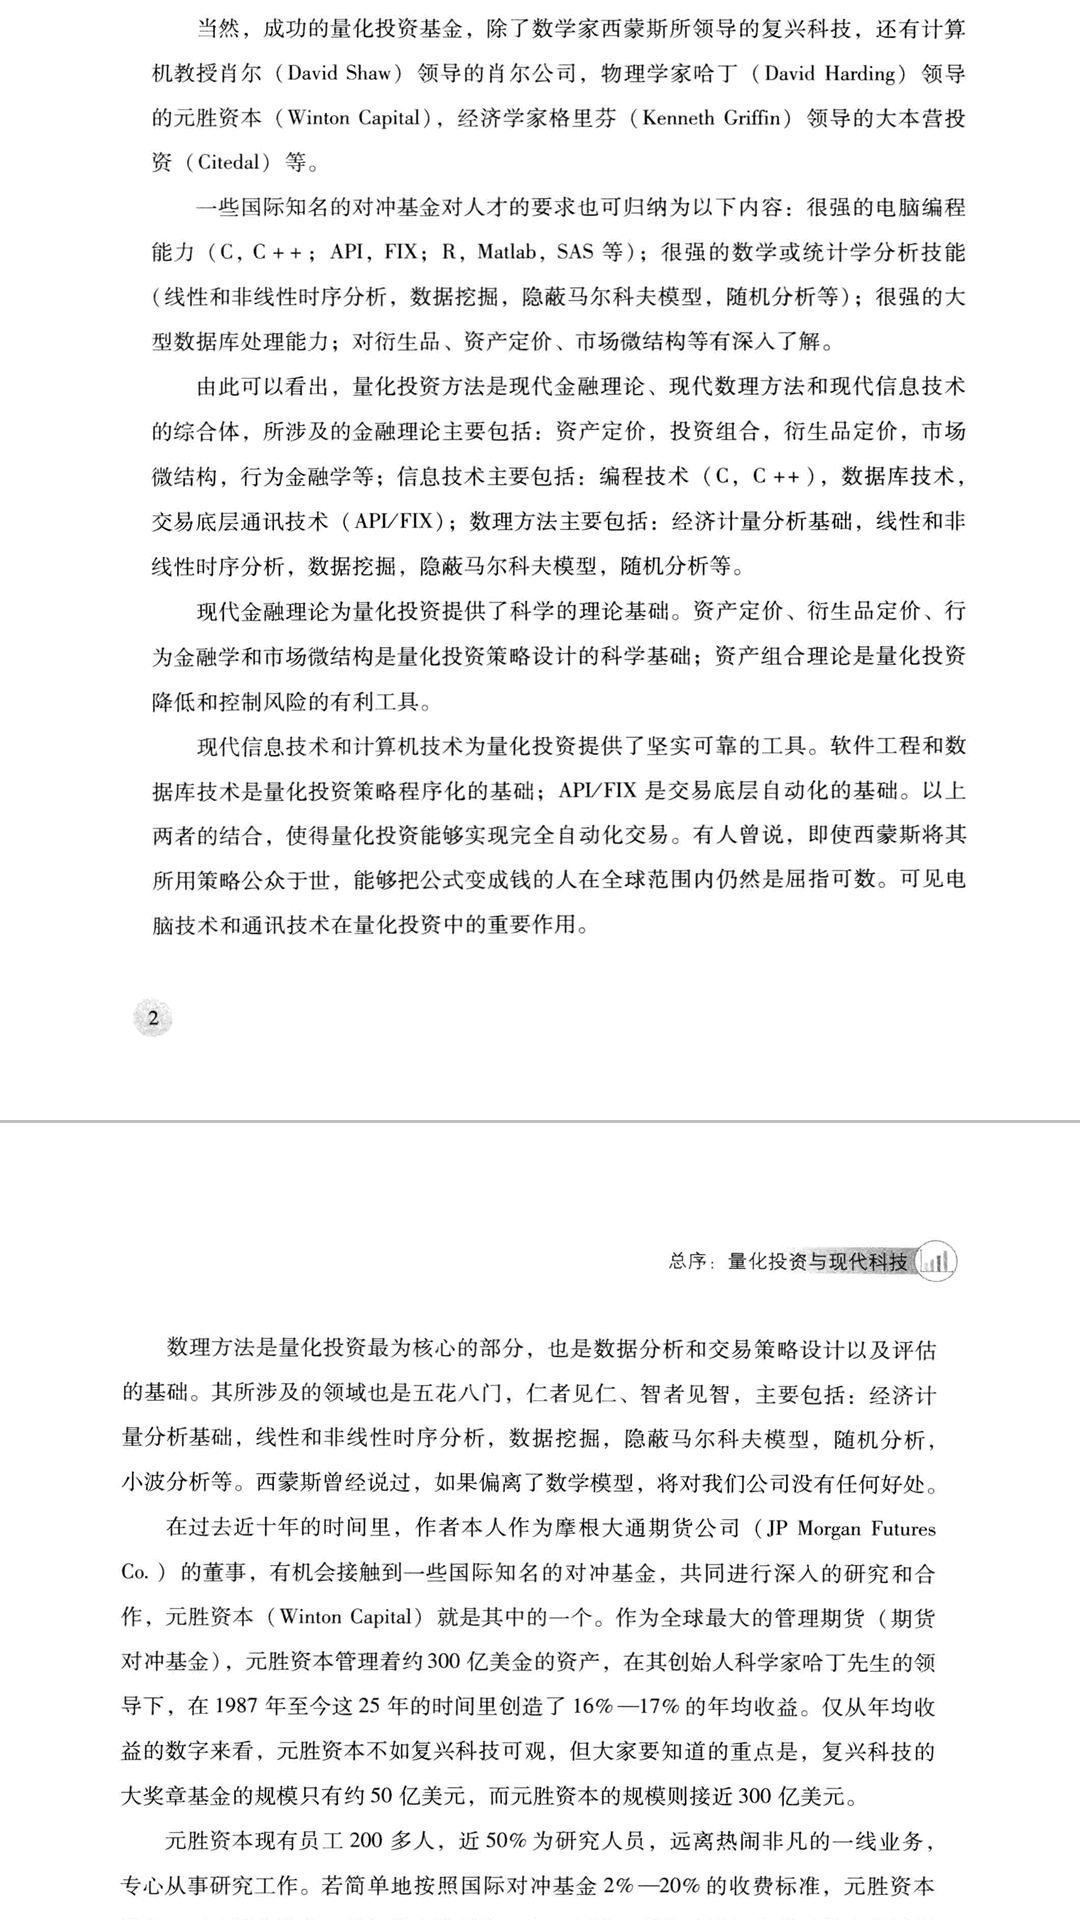 当然，成功的量化投资基金，除了数学家西蒙斯所领导的复兴科技，还有计算
机教授肖尔（David Shaw）领导的肖尔公司，物理学家哈丁（David Harding）领导
的元胜资本（Winton Capital），经济学家格里芬（Kenneth Griffin）领导的大本营投
资（Citedal）等。
一些国际知名的对冲基金对人才的要求也可归纳为以下内容：很强的电脑编程
能力（C, C++；API, FIX；R, Matlab, SAS 等）；很强的数学或统计学分析技能
（线性和非线性时序分析，数据挖掘，隐蔽马尔科夫模型，随机分析等）；很强的大
型数据库处理能力；对衍生品、资产定价、市场微结构等有深入了解。
由此可以看出，量化投资方法是现代金融理论、现代数理方法和现代信息技术
的综合体，所涉及的金融理论主要包括：资产定价，投资组合，衍生品定价，市场
微结构，行为金融学等；信息技术主要包括：编程技术（C, C++），数据库技术，
交易底层通讯技术（API/FIX）；数理方法主要包括：经济计量分析基础，线性和非
线性时序分析，数据挖掘，隐蔽马尔科夫模型，随机分析等。
现代金融理论为量化投资提供了科学的理论基础。资产定价、衍生品定价、行
为金融学和市场微结构是量化投资策略设计的科学基础；资产组合理论是量化投资
降低和控制风险的有利工具。
现代信息技术和计算机技术为量化投资提供了坚实可靠的工具。软件工程和数
据库技术是量化投资策略程序化的基础；API/FIX 是交易底层自动化的基础。以上
两者的结合，使得量化投资能够实现完全自动化交易。有人曾说，即使西蒙斯将其
所用策略公众于世，能够把公式变成钱的人在全球范围内仍然是屈指可数。可见电
脑技术和通讯技术在量化投资中的重要作用。
2
总序：量化投资与现代科技
数理方法是量化投资最为核心的部分，也是数据分析和交易策略设计以及评估
的基础。其所涉及的领域也是五花八门，仁者见仁、智者见智，主要包括：经济计
量分析基础，线性和非线性时序分析，数据挖掘，隐蔽马尔科夫模型，随机分析，
小波分析等。西蒙斯曾经说过，如果偏离了数学模型，将对我们公司没有任何好处。
在过去近十年的时间里，作者本人作为摩根大通期货公司（JP Morgan Futures
Co.）的董事，有机会接触到一些国际知名的对冲基金，共同进行深入的研究和合
作，元胜资本（Winton Capital）就是其中的一个。作为全球最大的管理期货（期货
对冲基金），元胜资本管理着约 300 亿美金的资产，在其创始人科学家哈丁先生的领
导下，在 1987 年至今这 25 年的时间里创造了 16%—17% 的年均收益。仅从年均收
益的数字来看，元胜资本不如复兴科技可观，但大家要知道的重点是，复兴科技的
大奖章基金的规模只有约 50 亿美元，而元胜资本的规模则接近 300 亿美元。
元胜资本现有员工 200 多人，近 50% 为研究人员，远离热闹非凡的一线业务，
专心从事研究工作。若简单地按照国际对冲基金 2%—20% 的收费标准，元胜资本